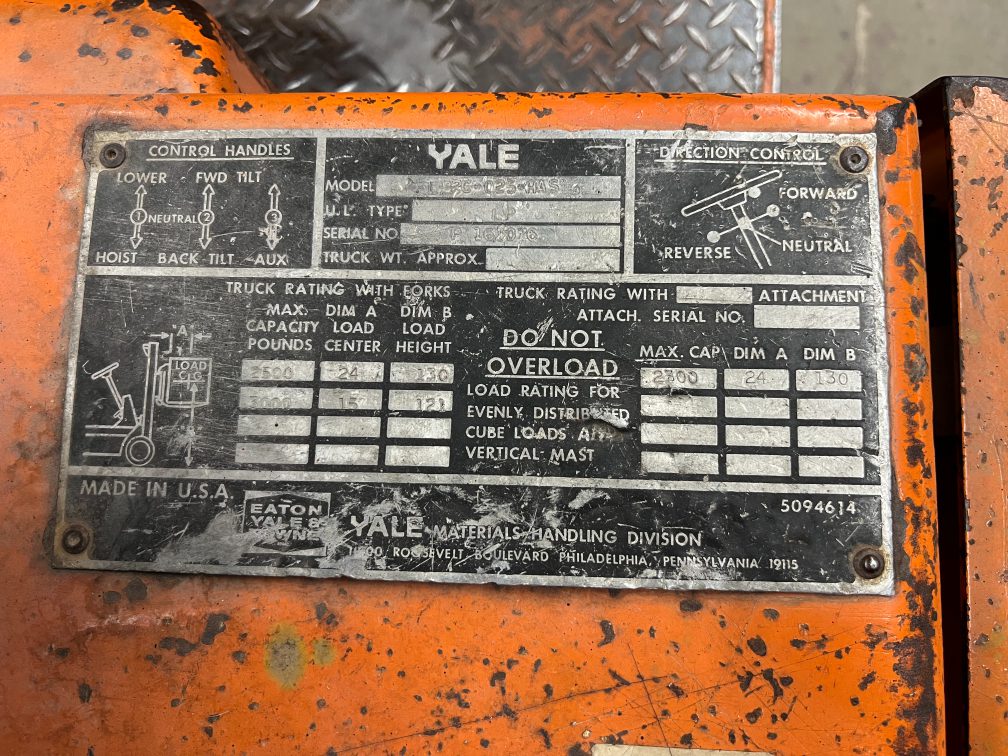 CONTROL HANDLES
LOWER FWD TILT
1 NEUTRAL 2 3
HOIST BACK TILT AUX
YALE
MODEL
U.L. TYPE
SERIAL NO
TRUCK WT. APPROX.
DIRECTION CONTROL
FORWARD
REVERSE NEUTRAL
TRUCK RATING WITH FORKS
MAX. DIM A DIM B
CAPACITY LOAD LOAD
POUNDS CENTER HEIGHT
2500 24 130
3000 15 121
A
LOAD
DO NOT
OVERLOAD
LOAD RATING FOR
EVENLY DISTRIBUTED
CUBE LOADS
VERTICAL MAST
TRUCK RATING WITH ATTACHMENT
ATTACH. SERIAL NO.
MAX. CAP DIM A DIM B
2300 24 130
MADE IN U.S.A.
EATON
YALE &
TOWNE
YALE MATERIALS HANDLING DIVISION
ROOSEVELT BOULEVARD PHILADELPHIA, PENNSYLVANIA 19115
5094614